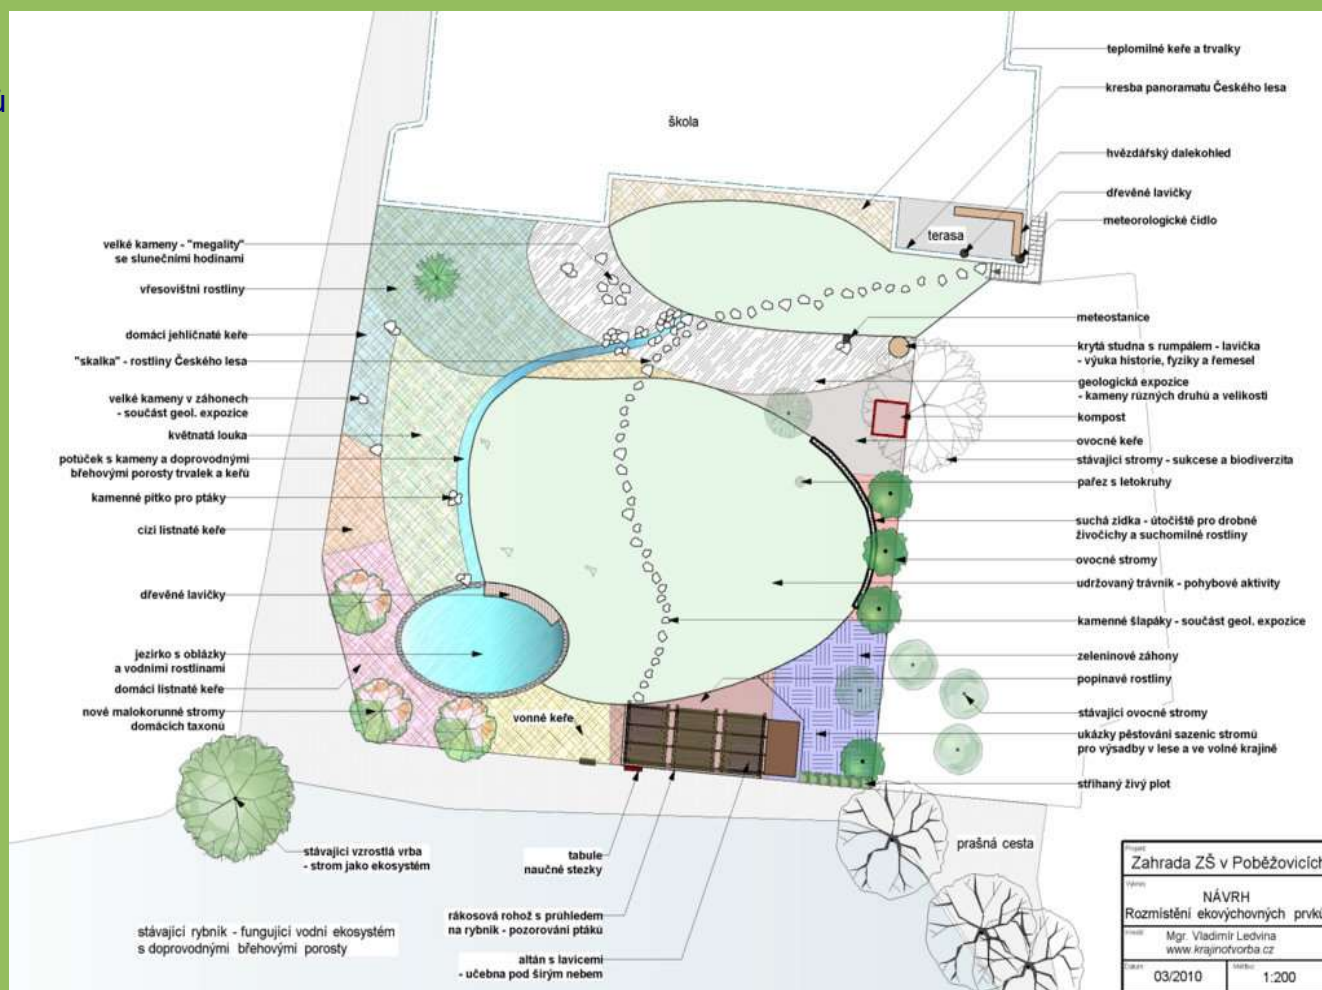 ů
škola
terasa
teplomilné keře a trvalky
kresba panoramatu Českého lesa
hvězdářský dalekohled
dřevěné lavičky
meteorologické čidlo
meteostanice
krytá studna s rumpálem - lavička
- výuka historie, fyziky a řemesel
geologická expozice
- kameny různých druhů a velikosti
kompost
ovocné keře
stávající stromy - sukcese a biodiverzita
pařez s letokruhy
suchá zídka - útočiště pro drobné
živočichy a suchomilné rostliny
ovocné stromy
udržovaný trávník - pohybové aktivity
kamenné šlapáky - součást geol. expozice
zeleninové záhony
popínavé rostliny
stávající ovocné stromy
ukázky pěstování sazenic stromů
pro výsadby v lese a ve volné krajině
stříhaný živý plot
velké kameny - "megality"
se slunečními hodinami
vřesovištní rostliny
domácí jehličnaté keře
"skalka" - rostliny Českého lesa
velké kameny v záhonech
- součást geol. expozice
květnatá louka
potůček s kameny a doprovodnými
břehovými porosty trvalek a keřů
kamenné pítko pro ptáky
cizí listnaté keře
dřevěné lavičky
jezírko s oblázky
a vodními rostlinami
domácí listnaté keře
nové malokorunné stromy
domácích taxonů
vonné keře
stávající vzrostlá vrba
- strom jako ekosystém
tabule
naučné stezky
rákosová rohož s průhledem
na rybník - pozorování ptáků
altán s lavicemi
- učebna pod širým nebem
stávající rybník - fungující vodní ekosystém
s doprovodnými břehovými porosty
prašná cesta
Projekt:
Zahrada ZŠ v Poběžovicích
NÁVRH
Rozmístění ekovýchovných prvků
Mgr. Vladimír Ledvina
www.krajinotvorba.cz
Datum:
03/2010
Měřítko:
1:200